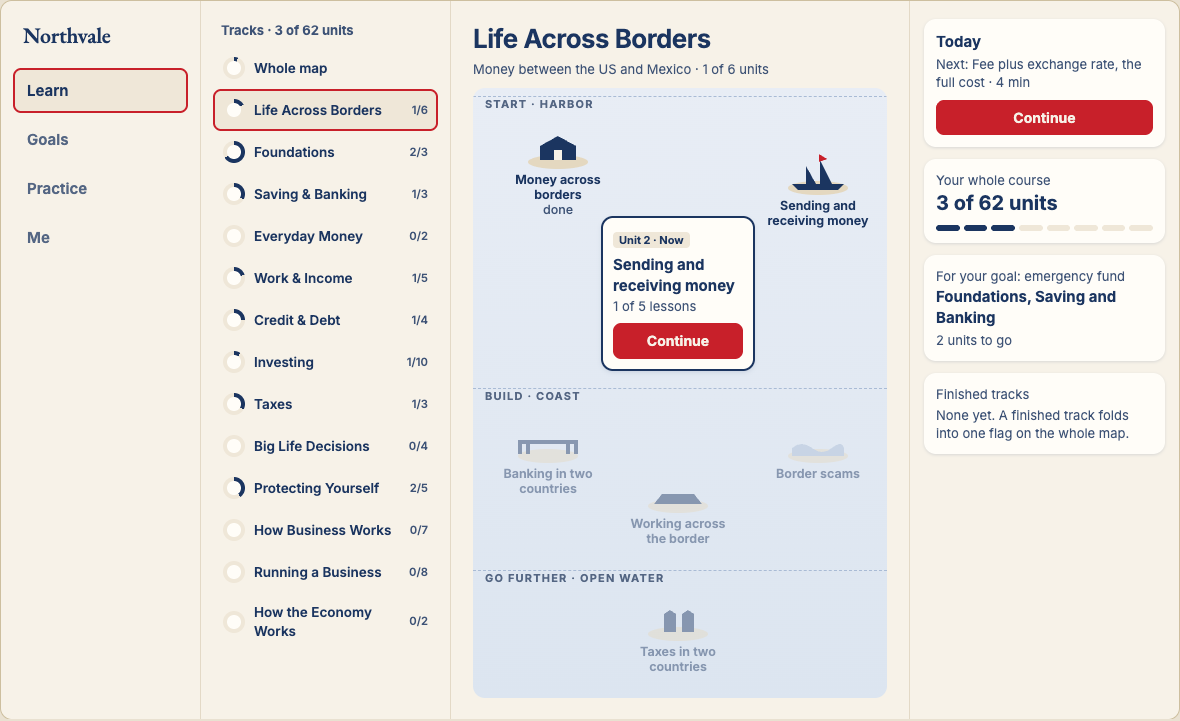 Northvale
Learn
Goals
Practice
Me
Tracks · 3 of 62 units
Whole map
Life Across Borders 1/6
Foundations 2/3
Saving & Banking 1/3
Everyday Money 0/2
Work & Income 1/5
Credit & Debt 1/4
Investing 1/10
Taxes 1/3
Big Life Decisions 0/4
Protecting Yourself 2/5
How Business Works 0/7
Running a Business 0/8
How the Economy
Works 0/2
Life Across Borders
Money between the US and Mexico · 1 of 6 units
START · HARBOR
Money across
borders
done
Sending and
receiving money
Unit 2 · Now
Sending and
receiving money
1 of 5 lessons
Continue
BUILD · COAST
Banking in two
countries
Border scams
Working across
the border
GO FURTHER · OPEN WATER
Taxes in two
countries
Today
Next: Fee plus exchange rate, the
full cost · 4 min
Continue
Your whole course
3 of 62 units
For your goal: emergency fund
Foundations, Saving and
Banking
2 units to go
Finished tracks
None yet. A finished track folds
into one flag on the whole map.